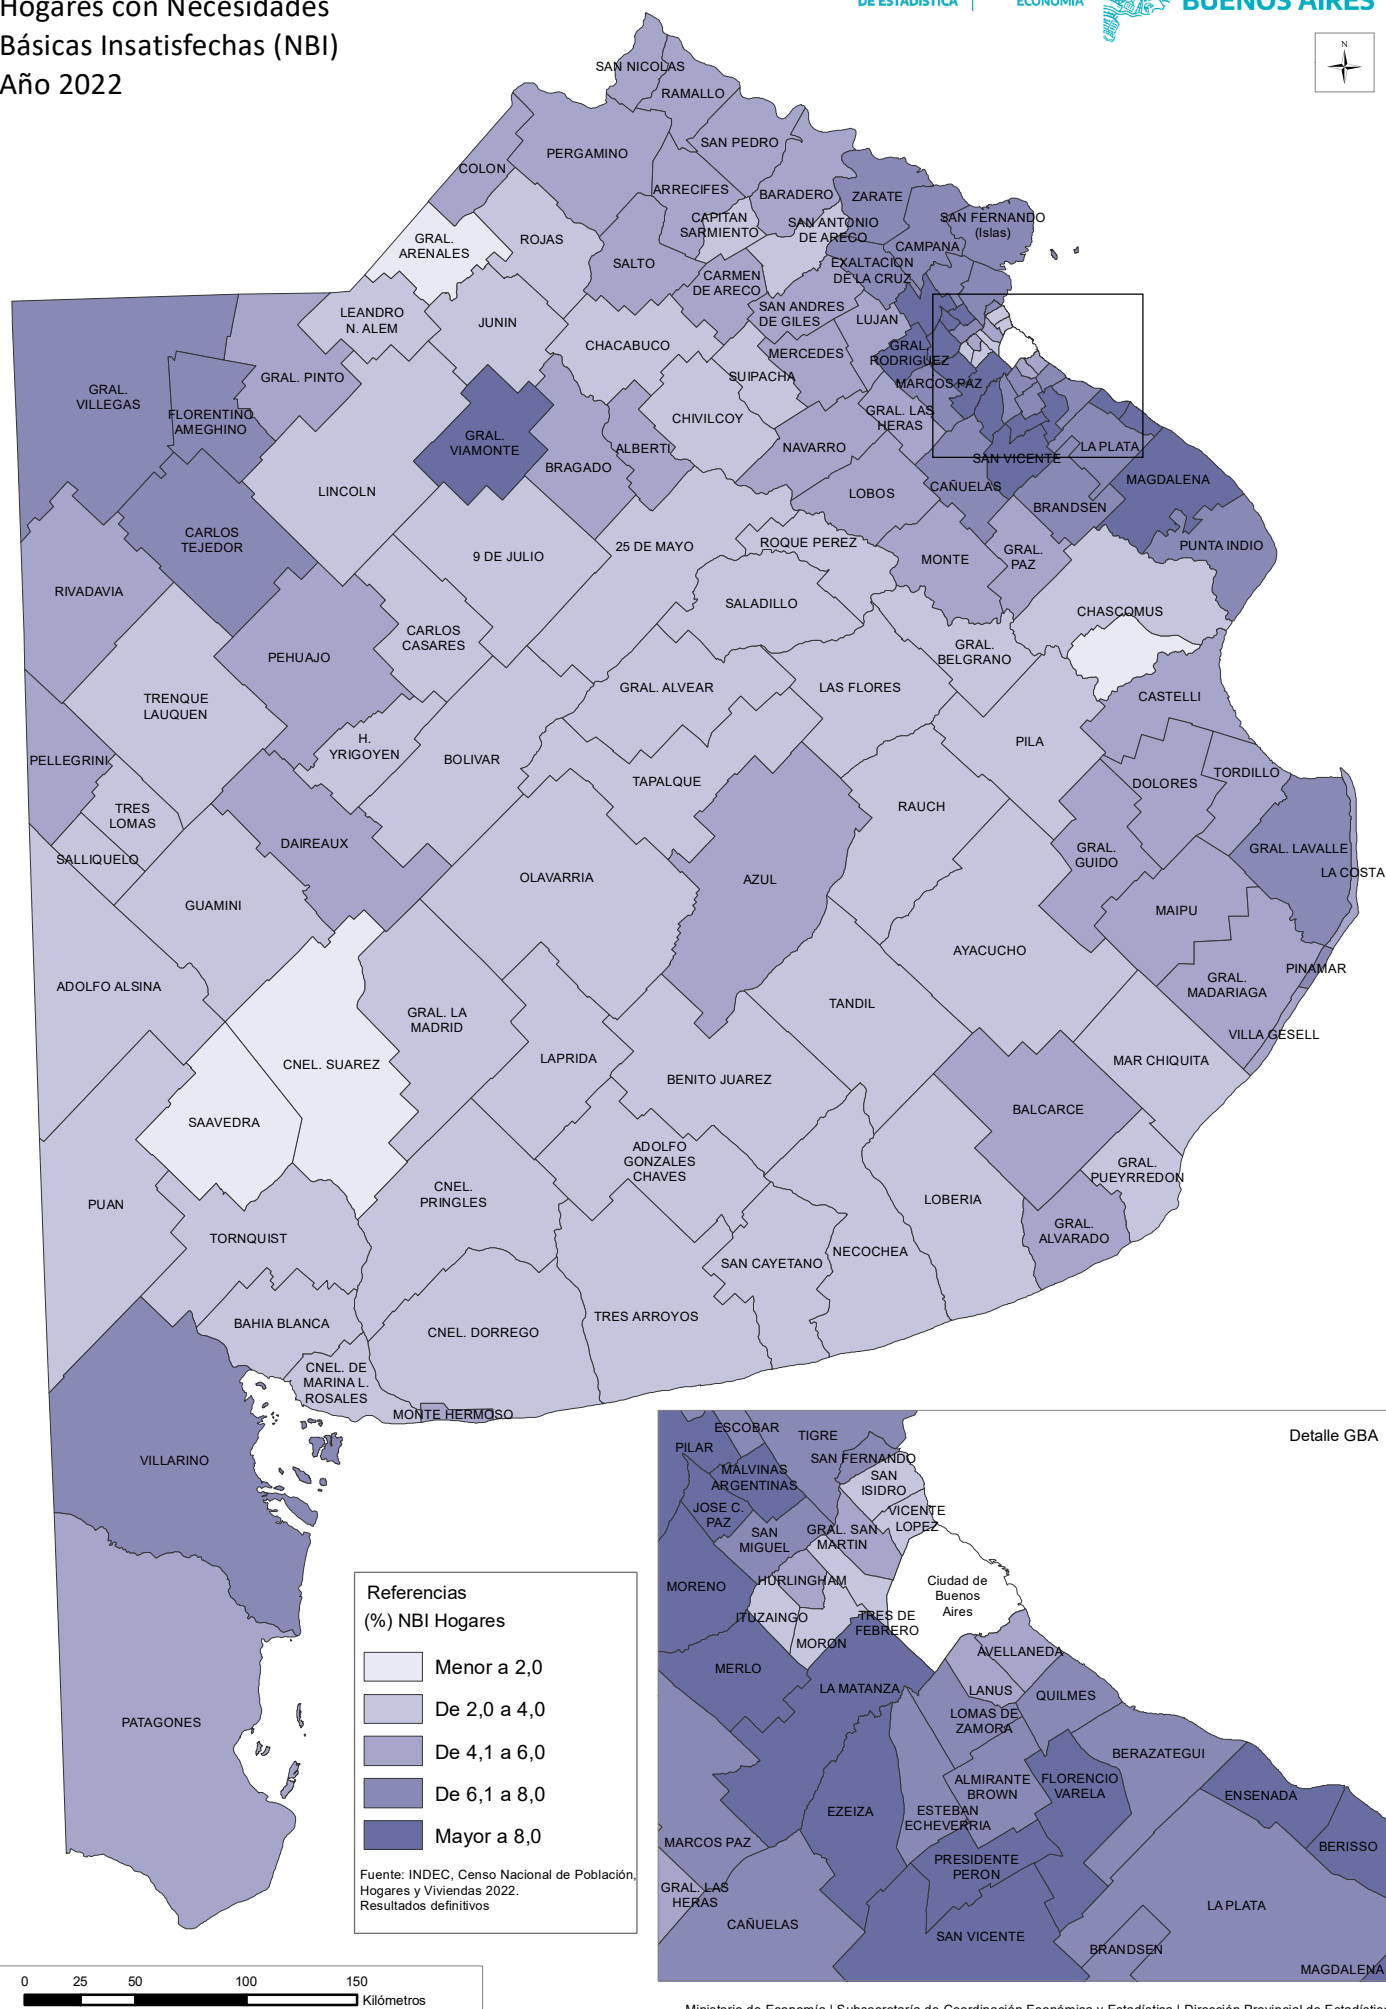 Hogares con Necesidades
Básicas Insatisfechas (NBI)
Año 2022
DE ESTADÍSTICA
ECONOMÍA
BUENOS AIRES
N
SAN NICOLAS
RAMALLO
SAN PEDRO
PERGAMINO
COLON
ARRECIFES
BARADERO
ZARATE
CAPITAN
SARMIENTO
SAN ANTONIO
DE ARECO
SAN FERNANDO
(Islas)
CAMPANA
GRAL.
ARENALES
ROJAS
SALTO
EXALTACION
DE LA CRUZ
CARMEN
DE ARECO
SAN ANDRES
DE GILES
LUJAN
LEANDRO
N. ALEM
JUNIN
CHACABUCO
MERCEDES
GRAL.
RODRIGUEZ
SUIPACHA
MARCOS PAZ
GRAL. PINTO
GRAL.
VILLEGAS
FLORENTINO
AMEGHINO
CHIVILCOY
GRAL. LAS
HERAS
GRAL.
VIAMONTE
ALBERTI
NAVARRO
LA PLATA
SAN VICENTE
BRAGADO
LINCOLN
LOBOS
CAÑUELAS
MAGDALENA
BRANDSEN
CARLOS
TEJEDOR
9 DE JULIO
25 DE MAYO
ROQUE PEREZ
PUNTA INDIO
MONTE
GRAL.
PAZ
RIVADAVIA
SALADILLO
CHASCOMUS
CARLOS
CASARES
PEHUAJO
GRAL.
BELGRANO
GRAL. ALVEAR
LAS FLORES
CASTELLI
TRENQUE
LAUQUEN
PILA
H.
YRIGOYEN
BOLIVAR
PELLEGRINI
TAPALQUE
DOLORES
TORDILLO
RAUCH
TRES
LOMAS
DAIREAUX
GRAL.
GUIDO
GRAL. LAVALLE
SALLIQUELO
LA COSTA
OLAVARRIA
AZUL
GUAMINI
MAIPU
AYACUCHO
PINAMAR
ADOLFO ALSINA
GRAL.
MADARIAGA
TANDIL
GRAL. LA
MADRID
VILLA GESELL
CNEL. SUAREZ
LAPRIDA
MAR CHIQUITA
BENITO JUAREZ
BALCARCE
SAAVEDRA
ADOLFO
GONZALES
CHAVES
GRAL.
PUEYRREDON
CNEL.
PRINGLES
PUAN
LOBERIA
GRAL.
ALVARADO
TORNQUIST
NECOCHEA
SAN CAYETANO
TRES ARROYOS
BAHIA BLANCA
CNEL. DORREGO
CNEL. DE
MARINA L.
ROSALES
MONTE HERMOSO
VILLARINO
PATAGONES
Referencias
(%) NBI Hogares
Menor a 2,0
De 2,0 a 4,0
De 4,1 a 6,0
De 6,1 a 8,0
Mayor a 8,0
Fuente: INDEC, Censo Nacional de Población,
Hogares y Viviendas 2022.
Resultados definitivos
Detalle GBA
ESCOBAR
TIGRE
PILAR
SAN FERNANDO
MALVINAS
ARGENTINAS
SAN
ISIDRO
JOSE C.
PAZ
VICENTE
LOPEZ
SAN
MIGUEL
GRAL. SAN
MARTIN
MORENO
HURLINGHAM
Ciudad de
Buenos
Aires
ITUZAINGO
TRES DE
FEBRERO
MORON
AVELLANEDA
MERLO
LA MATANZA
LANUS
QUILMES
LOMAS DE
ZAMORA
BERAZATEGUI
ALMIRANTE
BROWN
FLORENCIO
VARELA
ENSENADA
EZEIZA
ESTEBAN
ECHEVERRIA
MARCOS PAZ
BERISSO
PRESIDENTE
PERON
GRAL. LAS
HERAS
LA PLATA
CAÑUELAS
SAN VICENTE
BRANDSEN
MAGDALENA
0 25 50 100 150
Kilómetros
Ministerio de Economía | Subsecretaría de Coordinación Económica y Estadística | Dirección Provincial de Estadística